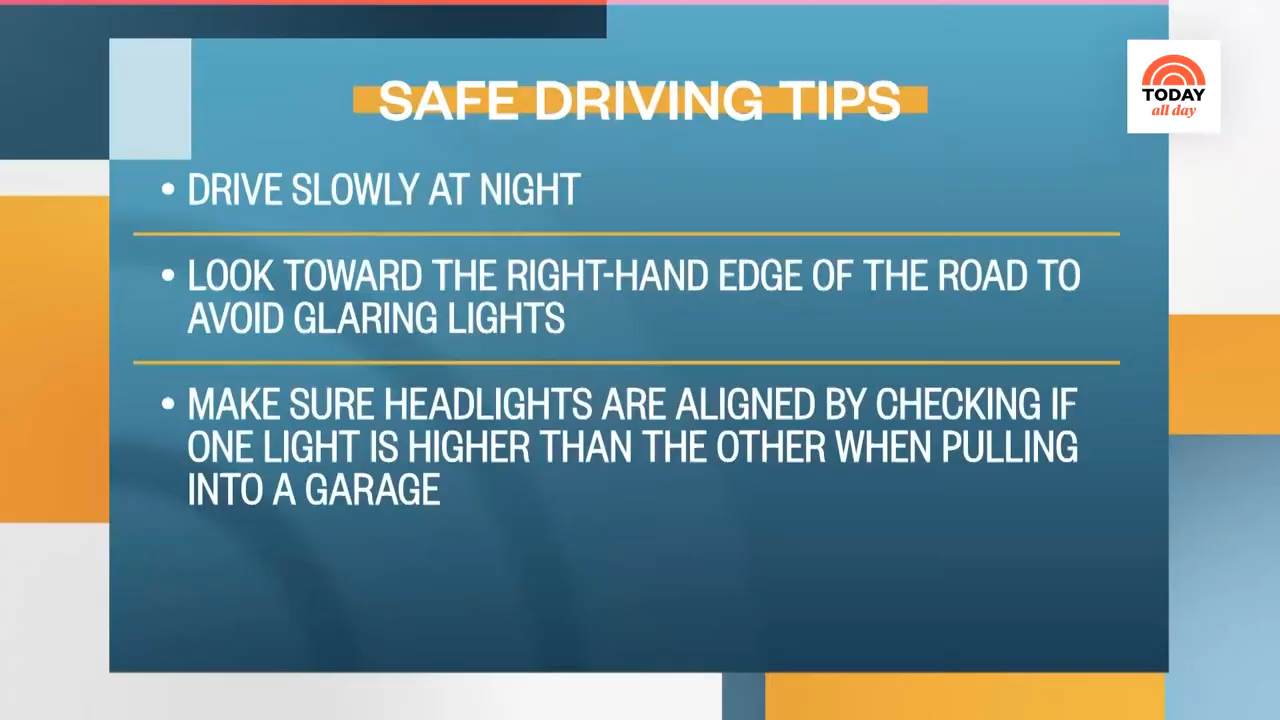 SAFE DRIVING TIPS
TODAY
all day
• DRIVE SLOWLY AT NIGHT
• LOOK TOWARD THE RIGHT-HAND EDGE OF THE ROAD TO
AVOID GLARING LIGHTS
• MAKE SURE HEADLIGHTS ARE ALIGNED BY CHECKING IF
ONE LIGHT IS HIGHER THAN THE OTHER WHEN PULLING
INTO A GARAGE